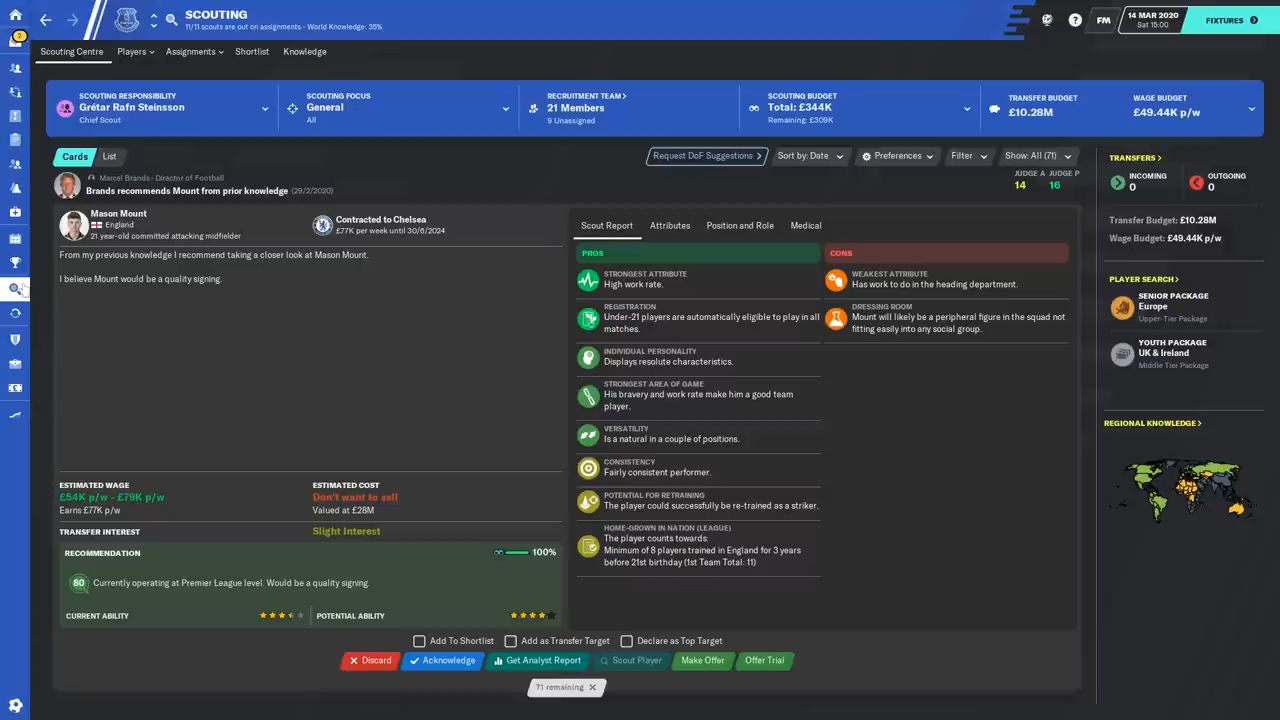 SCOUTING
11/11 scouts are out on assignments - World Knowledge: 35%
2
FM
14 MAR 2020
Sat 15:00
FIXTURES
Scouting Centre
Players
Assignments
Shortlist
Knowledge
SCOUTING RESPONSIBILITY
Grétar Rafn Steinsson
Chief Scout
SCOUTING FOCUS
General
All
RECRUITMENT TEAM
21 Members
9 Unassigned
SCOUTING BUDGET
Total: £344K
Remaining: £309K
TRANSFER BUDGET
£10.28M
WAGE BUDGET
£49.44K p/w
Cards
List
Request DoF Suggestions
Sort by: Date
Preferences
Filter
Show: All (71)
Marcel Brands - Director of Football
Brands recommends Mount from prior knowledge (29/2/2020)
JUDGE A
14
JUDGE P
16
Mason Mount
England
21 year-old committed attacking midfielder
Contracted to Chelsea
£77K per week until 30/6/2024
From my previous knowledge I recommend taking a closer look at Mason Mount.
I believe Mount would be a quality signing.
ESTIMATED WAGE
£54K p/w - £79K p/w
Earns £77K p/w
ESTIMATED COST
Don't want to sell
Valued at £28M
TRANSFER INTEREST
Slight Interest
RECOMMENDATION
100%
80
Currently operating at Premier League level. Would be a quality signing.
CURRENT ABILITY
POTENTIAL ABILITY
Scout Report
Attributes
Position and Role
Medical
PROS
STRONGEST ATTRIBUTE
High work rate.
REGISTRATION
Under-21 players are automatically eligible to play in all
matches.
INDIVIDUAL PERSONALITY
Displays resolute characteristics.
STRONGEST AREA OF GAME
His bravery and work rate make him a good team
player.
VERSATILITY
Is a natural in a couple of positions.
CONSISTENCY
Fairly consistent performer.
POTENTIAL FOR RETRAINING
The player could successfully be re-trained as a striker.
HOME-GROWN IN NATION (LEAGUE)
The player counts towards:
Minimum of 8 players trained in England for 3 years
before 21st birthday (1st Team Total: 11)
CONS
WEAKEST ATTRIBUTE
Has work to do in the heading department.
DRESSING ROOM
Mount will likely be a peripheral figure in the squad not
fitting easily into any social group.
Add To Shortlist
Add as Transfer Target
Declare as Top Target
Discard
Acknowledge
Get Analyst Report
Scout Player
Make Offer
Offer Trial
71 remaining
TRANSFERS
INCOMING
0
OUTGOING
0
Transfer Budget: £10.28M
Wage Budget: £49.44K p/w
PLAYER SEARCH
SENIOR PACKAGE
Europe
Upper-Tier Package
YOUTH PACKAGE
UK & Ireland
Middle Tier Package
REGIONAL KNOWLEDGE